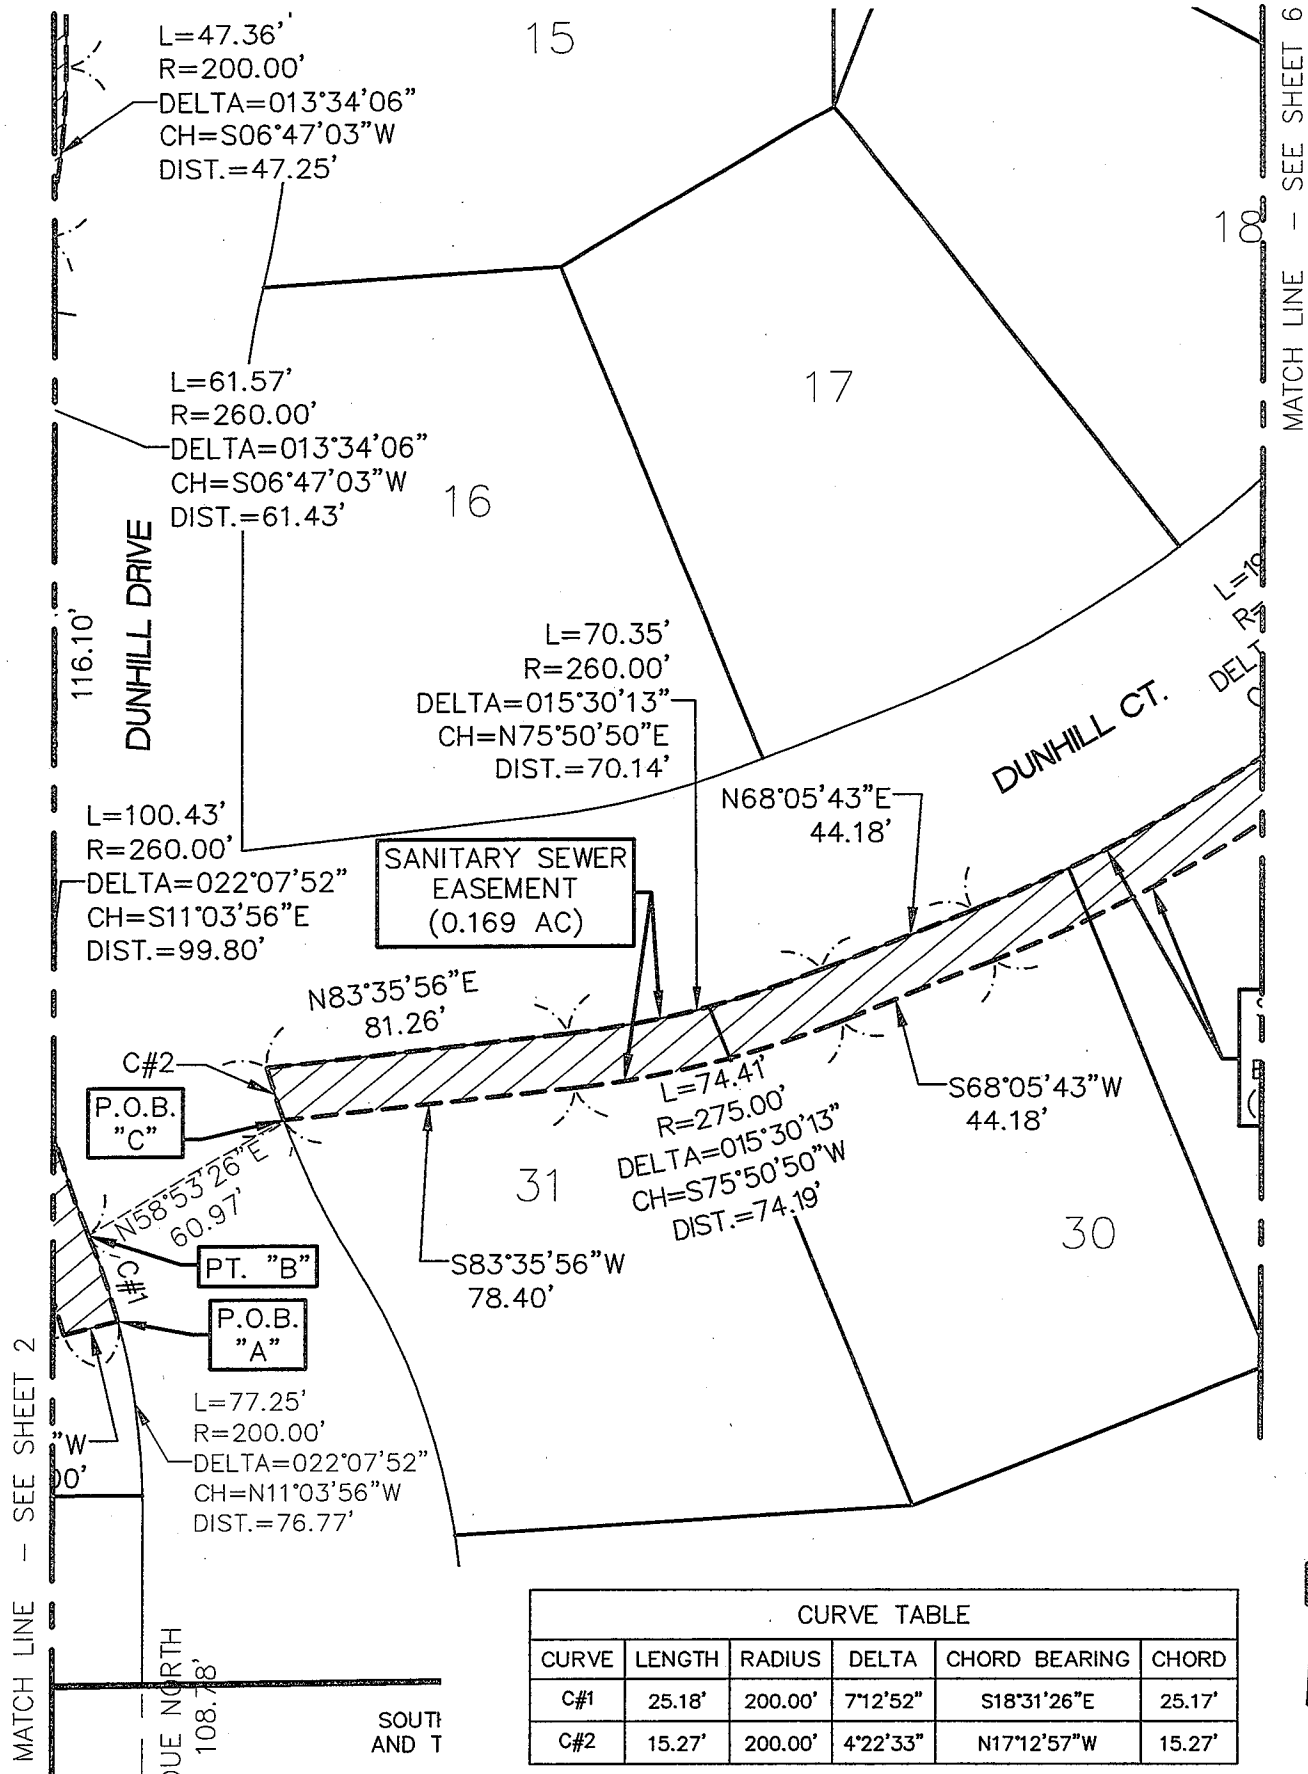 L=47.36'
R=200.00'
DELTA=013°34'06"
CH=S06°47'03"W
DIST.=47.25'
15
MATCH LINE - SEE SHEET 6
18
17
L=61.57'
R=260.00'
DELTA=013°34'06"
CH=S06°47'03"W
DIST.=61.43'
16
116.10'
DUNHILL DRIVE
L=70.35'
R=260.00'
DELTA=015°30'13"
CH=N75°50'50"E
DIST.=70.14'
L=19
R=
DELT
C
DUNHILL CT.
N68°05'43"E
44.18'
L=100.43'
R=260.00'
DELTA=022°07'52"
CH=S11°03'56"E
DIST.=99.80'
SANITARY SEWER
EASEMENT
(0.169 AC)
N83°35'56"E
81.26'
C#2
P.O.B.
"C"
N58°53'26"E
60.97'
C#1
PT. "B"
P.O.B.
"A"
31
S83°35'56"W
78.40'
L=74.41'
R=275.00'
DELTA=015°30'13"
CH=S75°50'50"W
DIST.=74.19'
S68°05'43"W
44.18'
30
"W
00'
L=77.25'
R=200.00'
DELTA=022°07'52"
CH=N11°03'56"W
DIST.=76.77'
MATCH LINE - SEE SHEET 2
DUE NORTH
108.78'
SOUTH
AND T
CURVE TABLE
CURVE LENGTH RADIUS DELTA CHORD BEARING CHORD
C#1 25.18' 200.00' 7°12'52" S18°31'26"E 25.17'
C#2 15.27' 200.00' 4°22'33" N17°12'57"W 15.27'